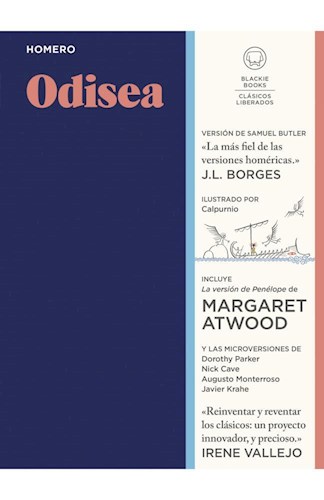 HOMERO
Odisea
BLACKIE
BOOKS
CLÁSICOS
LIBERADOS
VERSIÓN DE SAMUEL BUTLER
«La más fiel de las
versiones homéricas.»
J.L. BORGES
ILUSTRADO POR
Calpurnio
INCLUYE
La versión de Penélope de
MARGARET
ATWOOD
Y LAS MICROVERSIONES DE
Dorothy Parker
Nick Cave
Augusto Monterroso
Javier Krahe
«Reinventar y reventar
los clásicos: un proyecto
innovador, y precioso.»
IRENE VALLEJO